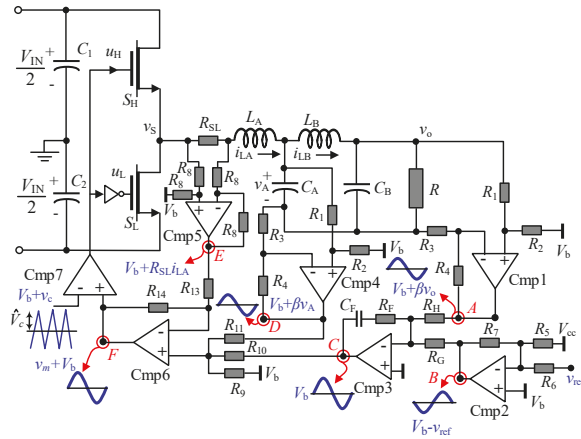 V_IN/2 + - C_1
u_H
S_H
V_IN/2 + - C_2
u_L
S_L
v_S
R_SL
L_A
L_B
i_LA
i_LB
v_o
v_A + -
C_A
C_B
R
R_1
R_1
R_2
V_b
R_8
R_8
R_8
R_8
V_b
- +
Cmp5
E
V_b+R_SL i_LA
R_3
R_4
R_2
V_b
- +
Cmp4
V_b+βv_A
D
R_3
R_4
- +
Cmp1
V_b+βv_o
A
Cmp7
- +
V_b+v_c
V̂_c
v_m+V_b
F
R_14
R_13
- +
Cmp6
R_11
R_10
R_9
V_b
C
V_b
C_F
R_F
R_H
R_G
- +
Cmp3
V_b
R_7
R_5
V_cc
R_6
v_re
B
- +
Cmp2
V_b
V_b-v_ref